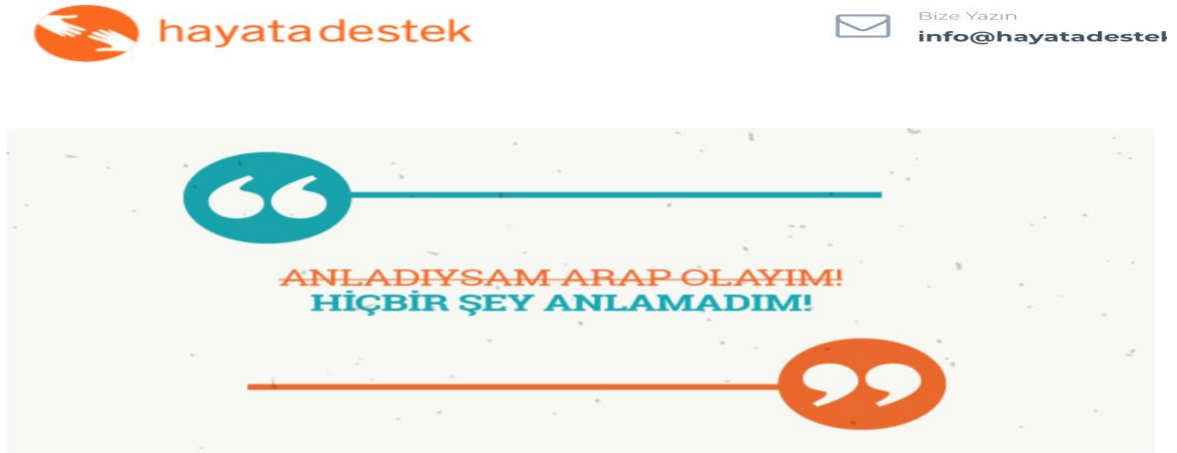 hayatadestek
Bize Yazın
info@hayatadestek
ANLADIYSAM ARAP OLAYIM!
HİÇBİR ŞEY ANLAMADIM!